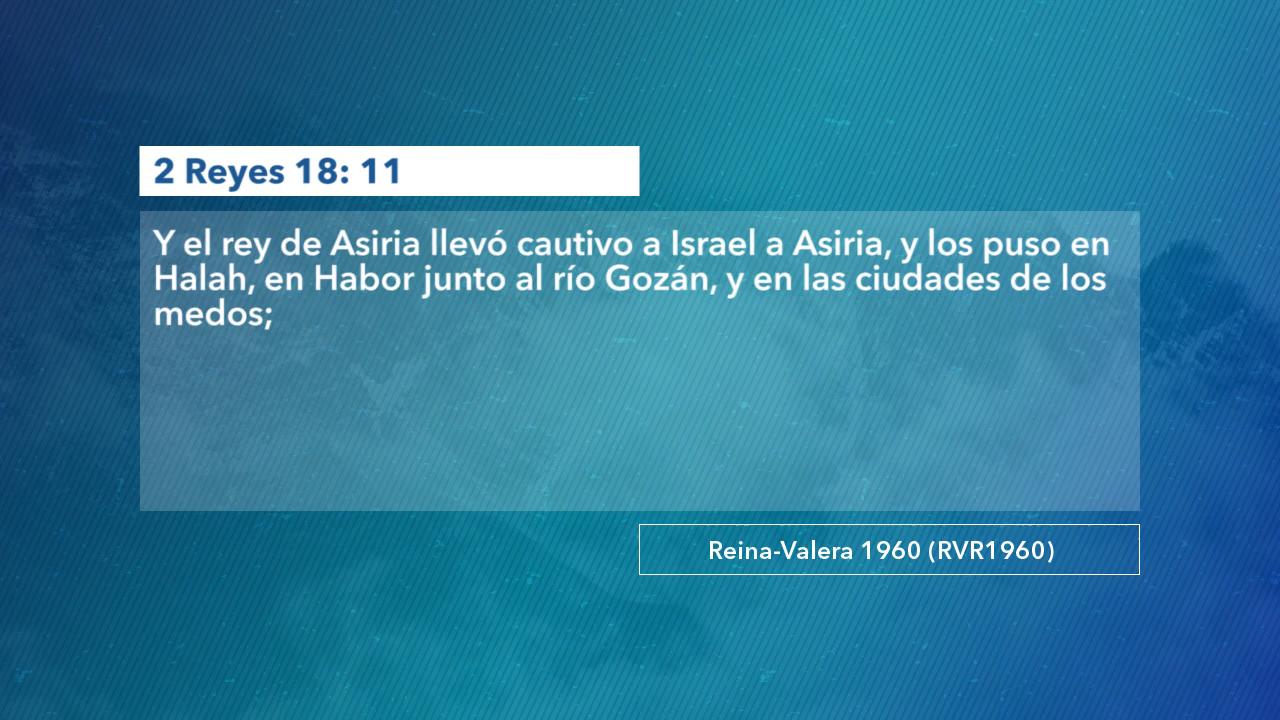 2 Reyes 18: 11
Y el rey de Asiria llevó cautivo a Israel a Asiria, y los puso en
Halah, en Habor junto al río Gozán, y en las ciudades de los
medos;
Reina-Valera 1960 (RVR1960)